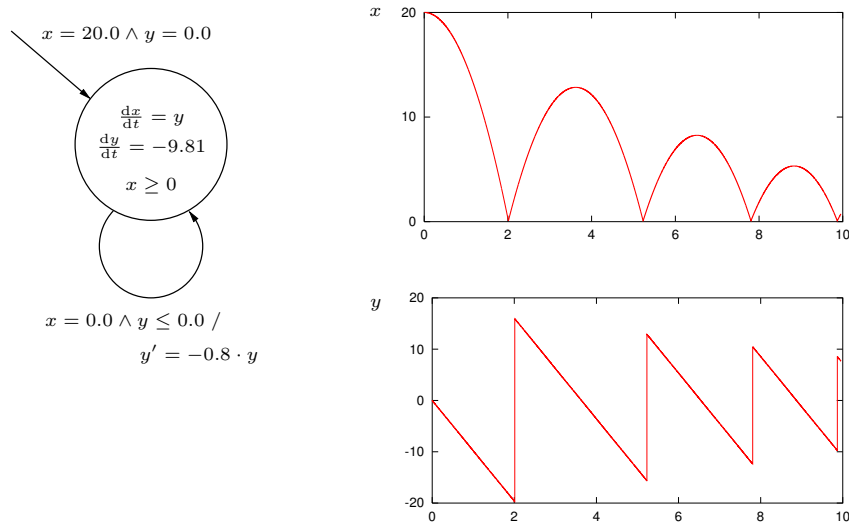 x = 20.0 ∧ y = 0.0
dx/dt = y
dy/dt = −9.81
x ≥ 0
x = 0.0 ∧ y ≤ 0.0 /
y′ = −0.8 · y
x
20
10
0
0 2 4 6 8 10
y
20
10
0
-10
-20
0 2 4 6 8 10